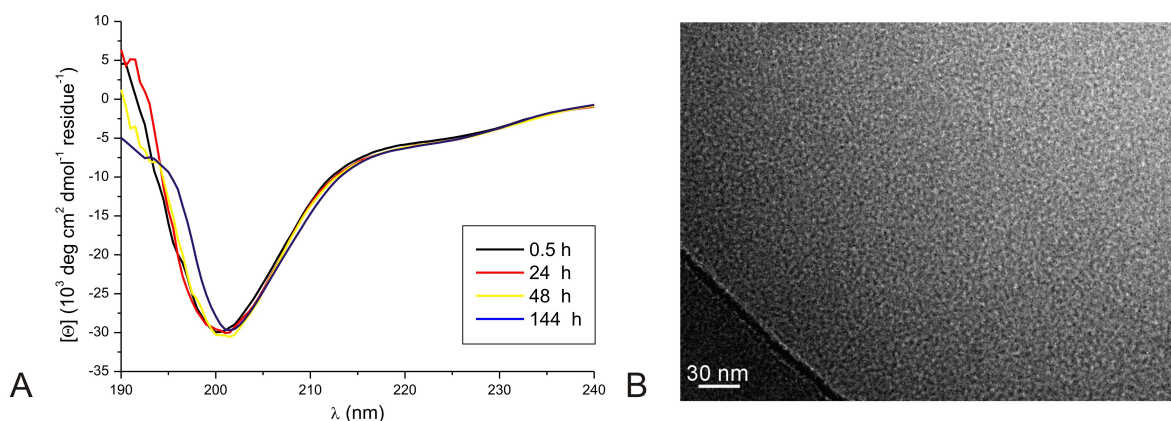 10
5
0
-5
-10
-15
-20
-25
-30
-35
190 200 210 220 230 240
[Θ] (10³ deg cm² dmol⁻¹ residue⁻¹)
λ (nm)
0.5 h
24 h
48 h
144 h
A
B
30 nm